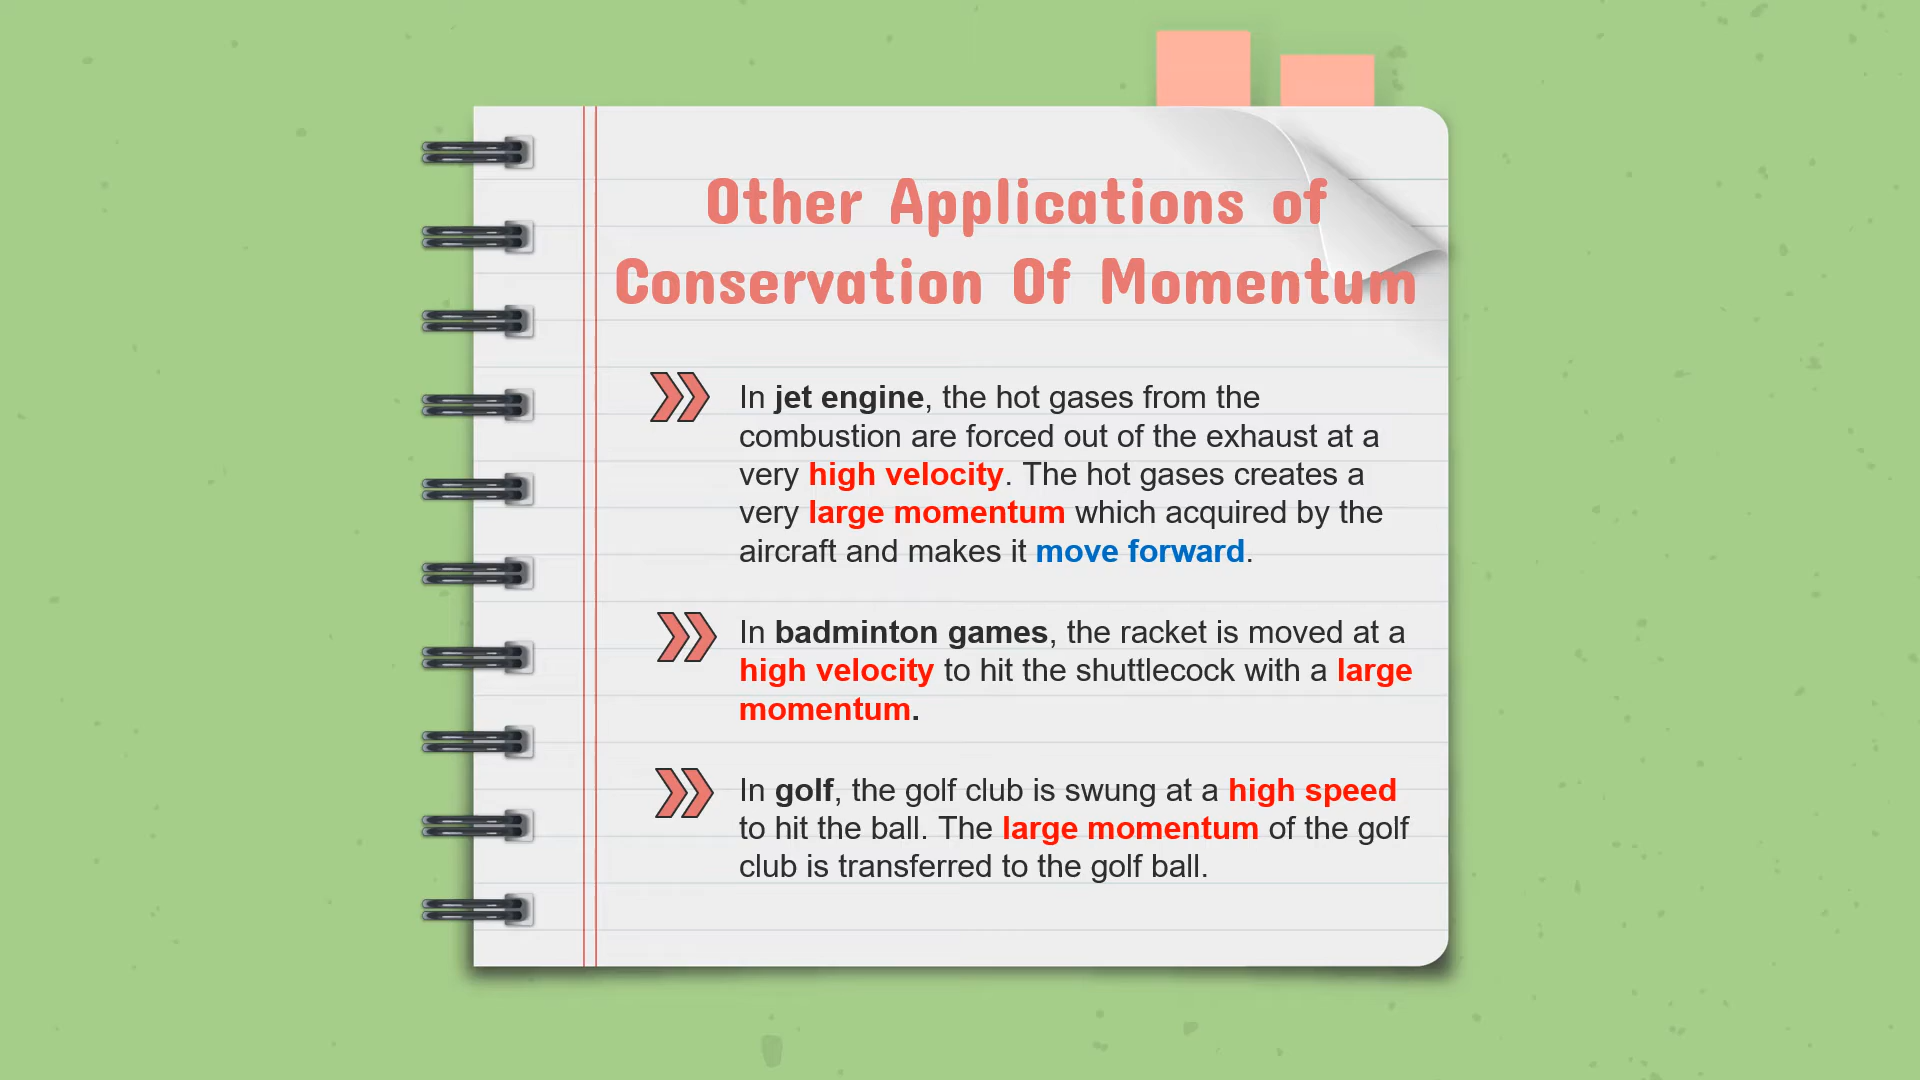 Other Applications of
Conservation Of Momentum
In jet engine, the hot gases from the
combustion are forced out of the exhaust at a
very high velocity. The hot gases creates a
very large momentum which acquired by the
aircraft and makes it move forward.
In badminton games, the racket is moved at a
high velocity to hit the shuttlecock with a large
momentum.
In golf, the golf club is swung at a high speed
to hit the ball. The large momentum of the golf
club is transferred to the golf ball.